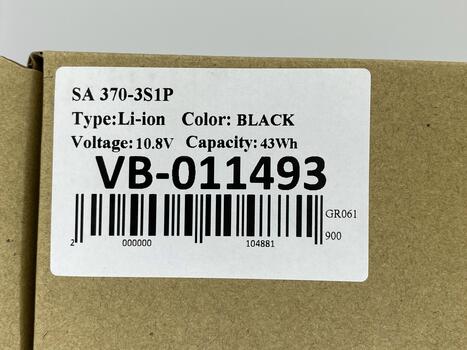 SA 370-3S1P
Type:Li-ion Color: BLACK
Voltage: 10.8V Capacity: 43Wh
VB-011493
GR061
900
2 000000 104881